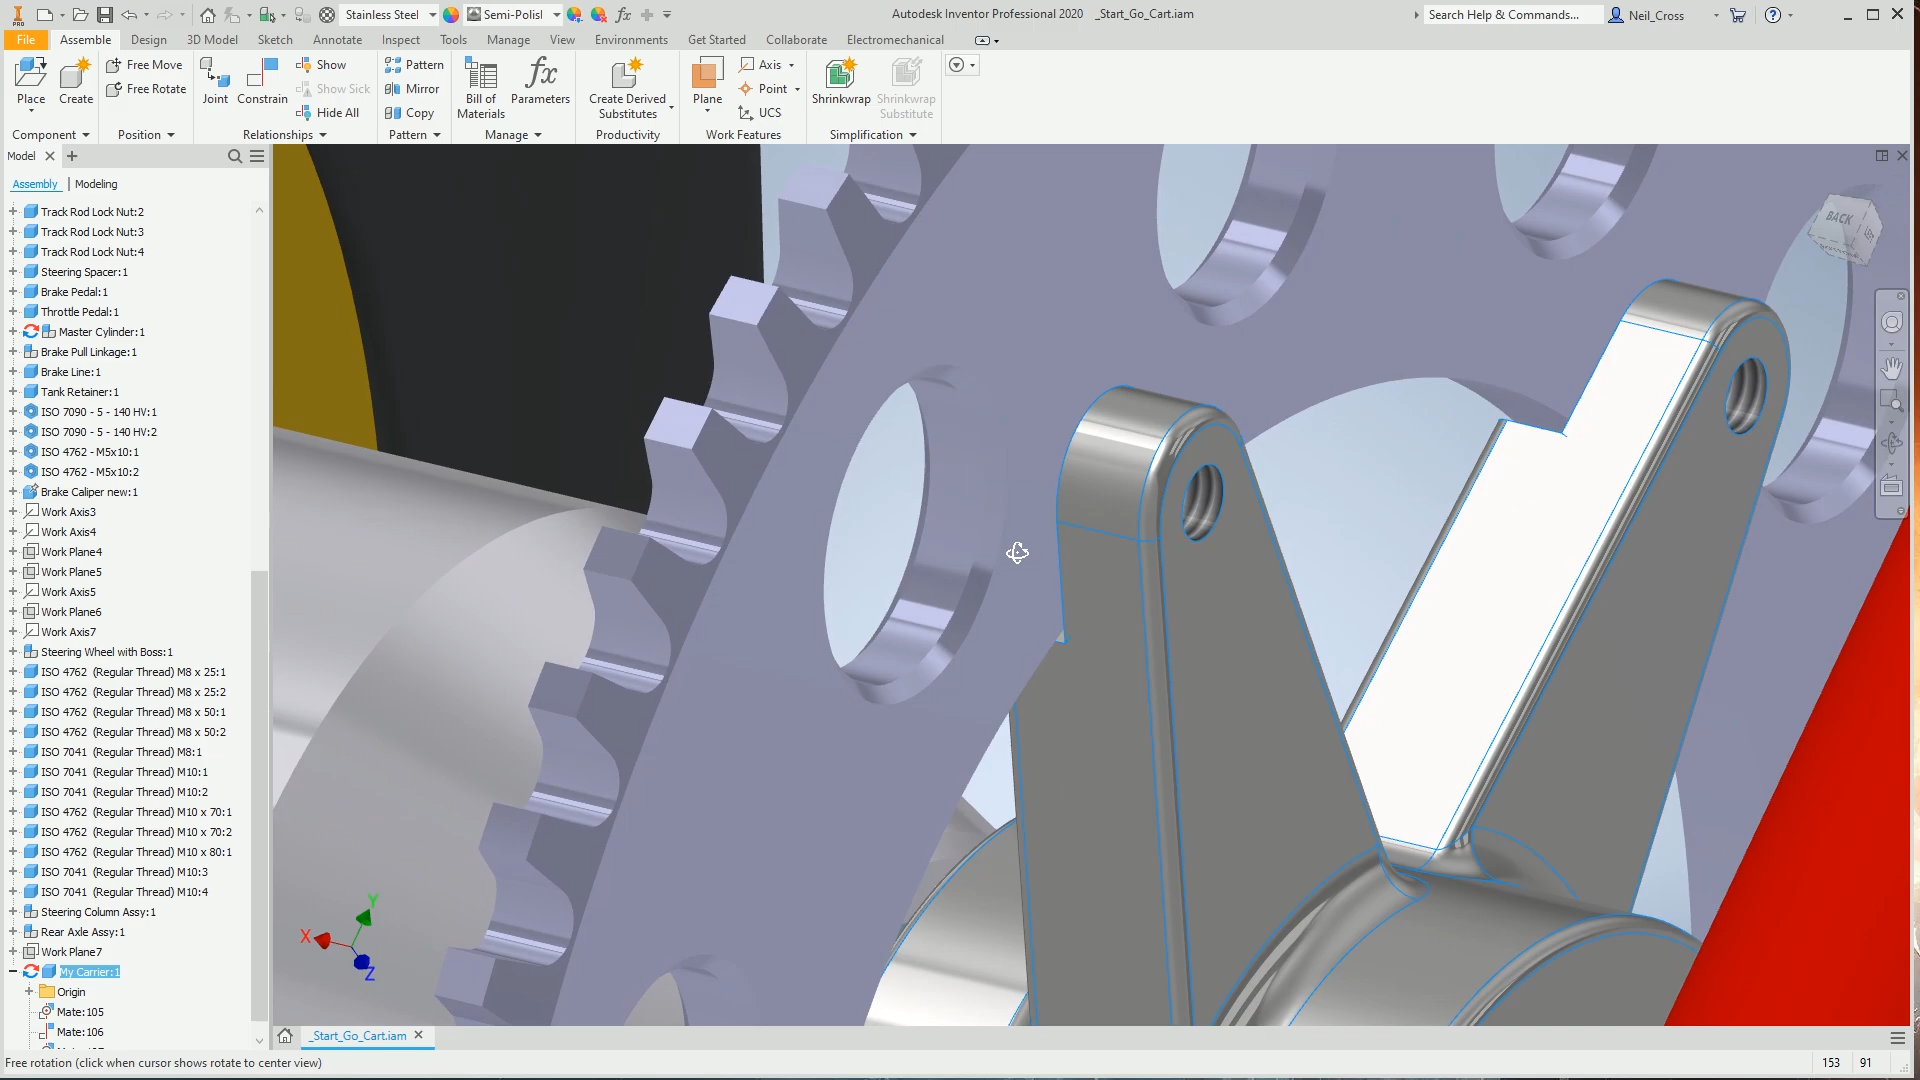 PRO
Stainless Steel
Semi-Polisl
fx
Autodesk Inventor Professional 2020 _Start_Go_Cart.iam
Search Help & Commands...
Neil_Cross
File
Assemble
Design
3D Model
Sketch
Annotate
Inspect
Tools
Manage
View
Environments
Get Started
Collaborate
Electromechanical
Place
Create
Component
Free Move
Free Rotate
Position
Joint
Constrain
Show
Show Sick
Hide All
Relationships
Pattern
Mirror
Copy
Pattern
Bill of Materials
fx
Parameters
Manage
Create Derived Substitutes
Productivity
Plane
Axis
Point
UCS
Work Features
Shrinkwrap
Shrinkwrap Substitute
Simplification
Model
Assembly | Modeling
Track Rod Lock Nut:2
Track Rod Lock Nut:3
Track Rod Lock Nut:4
Steering Spacer:1
Brake Pedal:1
Throttle Pedal:1
Master Cylinder:1
Brake Pull Linkage:1
Brake Line:1
Tank Retainer:1
ISO 7090 - 5 - 140 HV:1
ISO 7090 - 5 - 140 HV:2
ISO 4762 - M5x10:1
ISO 4762 - M5x10:2
Brake Caliper new:1
Work Axis3
Work Axis4
Work Plane4
Work Plane5
Work Axis5
Work Plane6
Work Axis7
Steering Wheel with Boss:1
ISO 4762 (Regular Thread) M8 x 25:1
ISO 4762 (Regular Thread) M8 x 25:2
ISO 4762 (Regular Thread) M8 x 50:1
ISO 4762 (Regular Thread) M8 x 50:2
ISO 7041 (Regular Thread) M8:1
ISO 7041 (Regular Thread) M10:1
ISO 7041 (Regular Thread) M10:2
ISO 4762 (Regular Thread) M10 x 70:1
ISO 4762 (Regular Thread) M10 x 70:2
ISO 4762 (Regular Thread) M10 x 80:1
ISO 7041 (Regular Thread) M10:3
ISO 7041 (Regular Thread) M10:4
Steering Column Assy:1
Rear Axle Assy:1
Work Plane7
My Carrier:1
Origin
Mate:105
Mate:106
BACK
X
Y
Z
_Start_Go_Cart.iam
Free rotation (click when cursor shows rotate to center view)
153
91